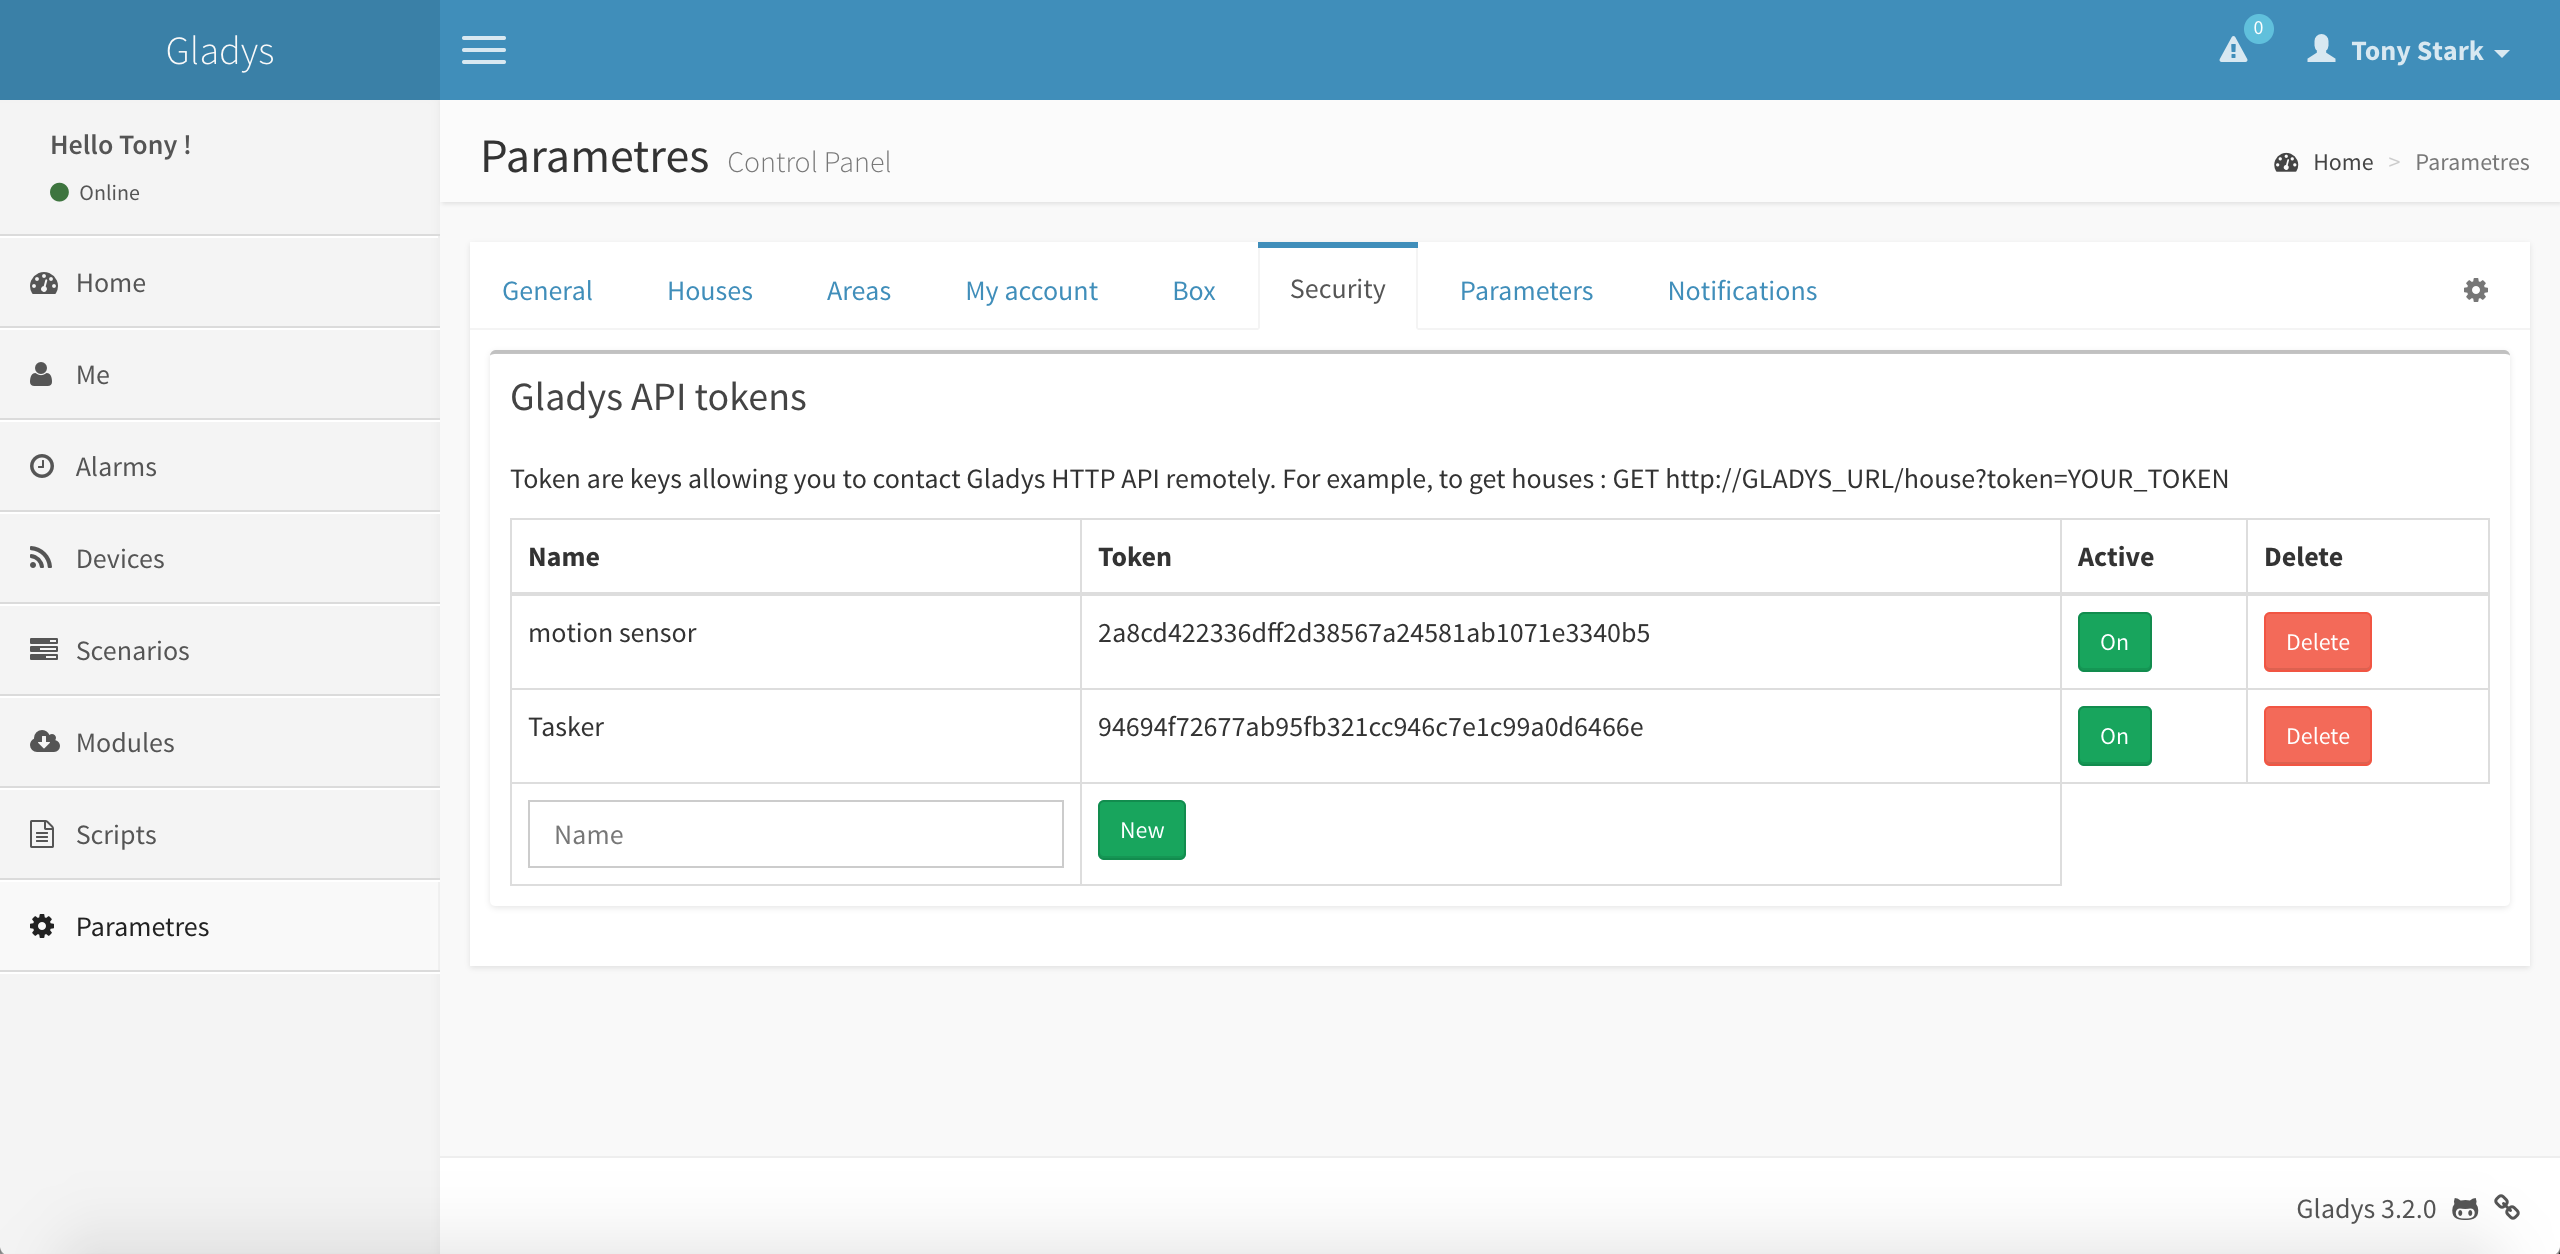 Gladys
0
Tony Stark
Hello Tony !
Online
Home
Me
Alarms
Devices
Scenarios
Modules
Scripts
Parametres
Parametres Control Panel
Home > Parametres
General Houses Areas My account Box Security Parameters Notifications
Gladys API tokens
Token are keys allowing you to contact Gladys HTTP API remotely. For example, to get houses : GET http://GLADYS_URL/house?token=YOUR_TOKEN
Name Token Active Delete
motion sensor 2a8cd422336dff2d38567a24581ab1071e3340b5 On Delete
Tasker 94694f72677ab95fb321cc946c7e1c99a0d6466e On Delete
Name New
Gladys 3.2.0